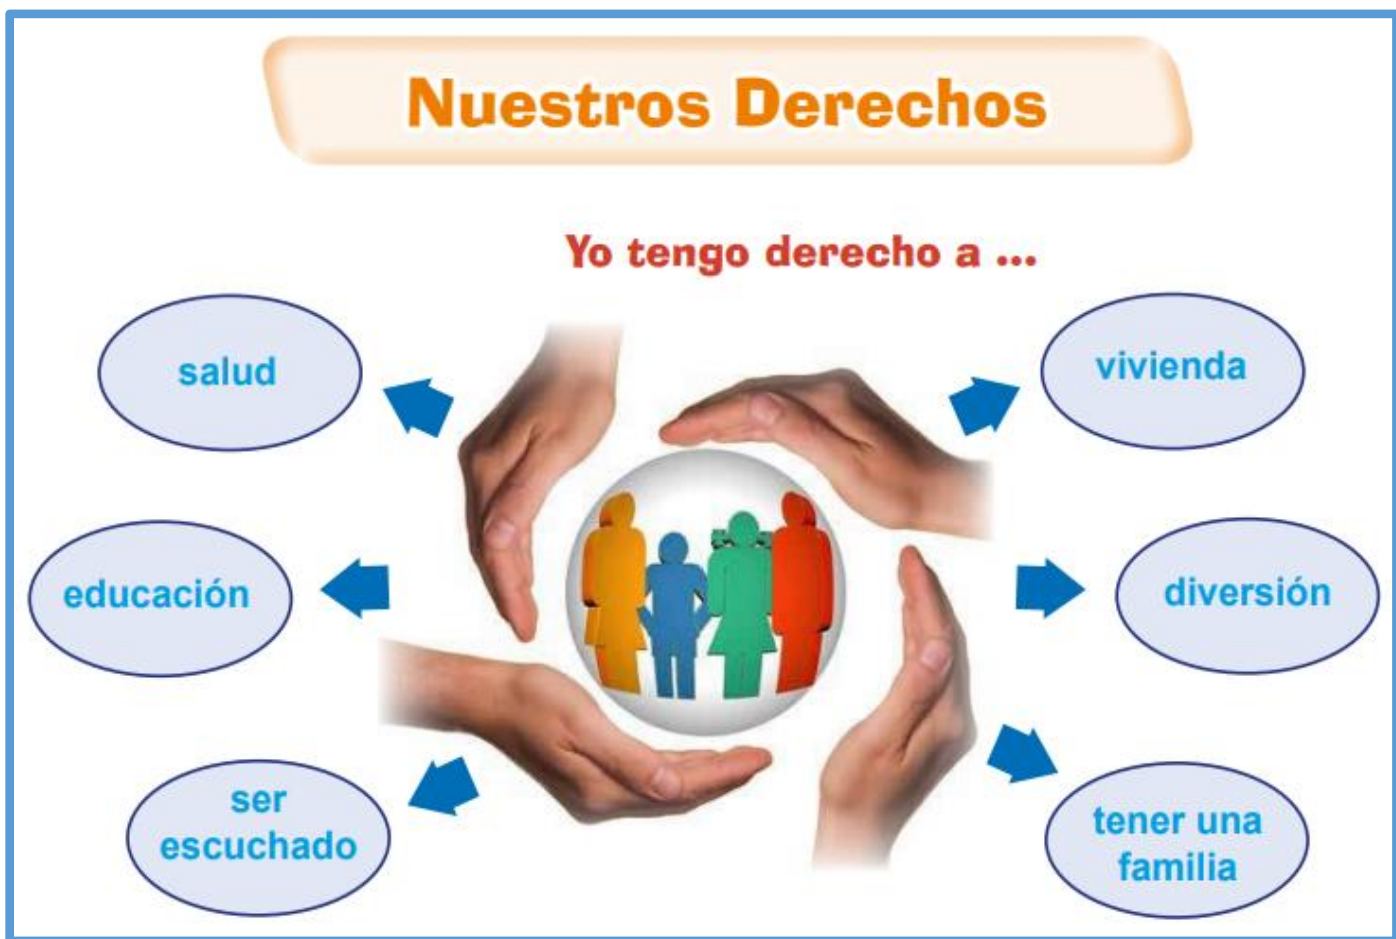 Nuestros Derechos
Yo tengo derecho a ...
salud
vivienda
educación
diversión
ser
escuchado
tener una
familia